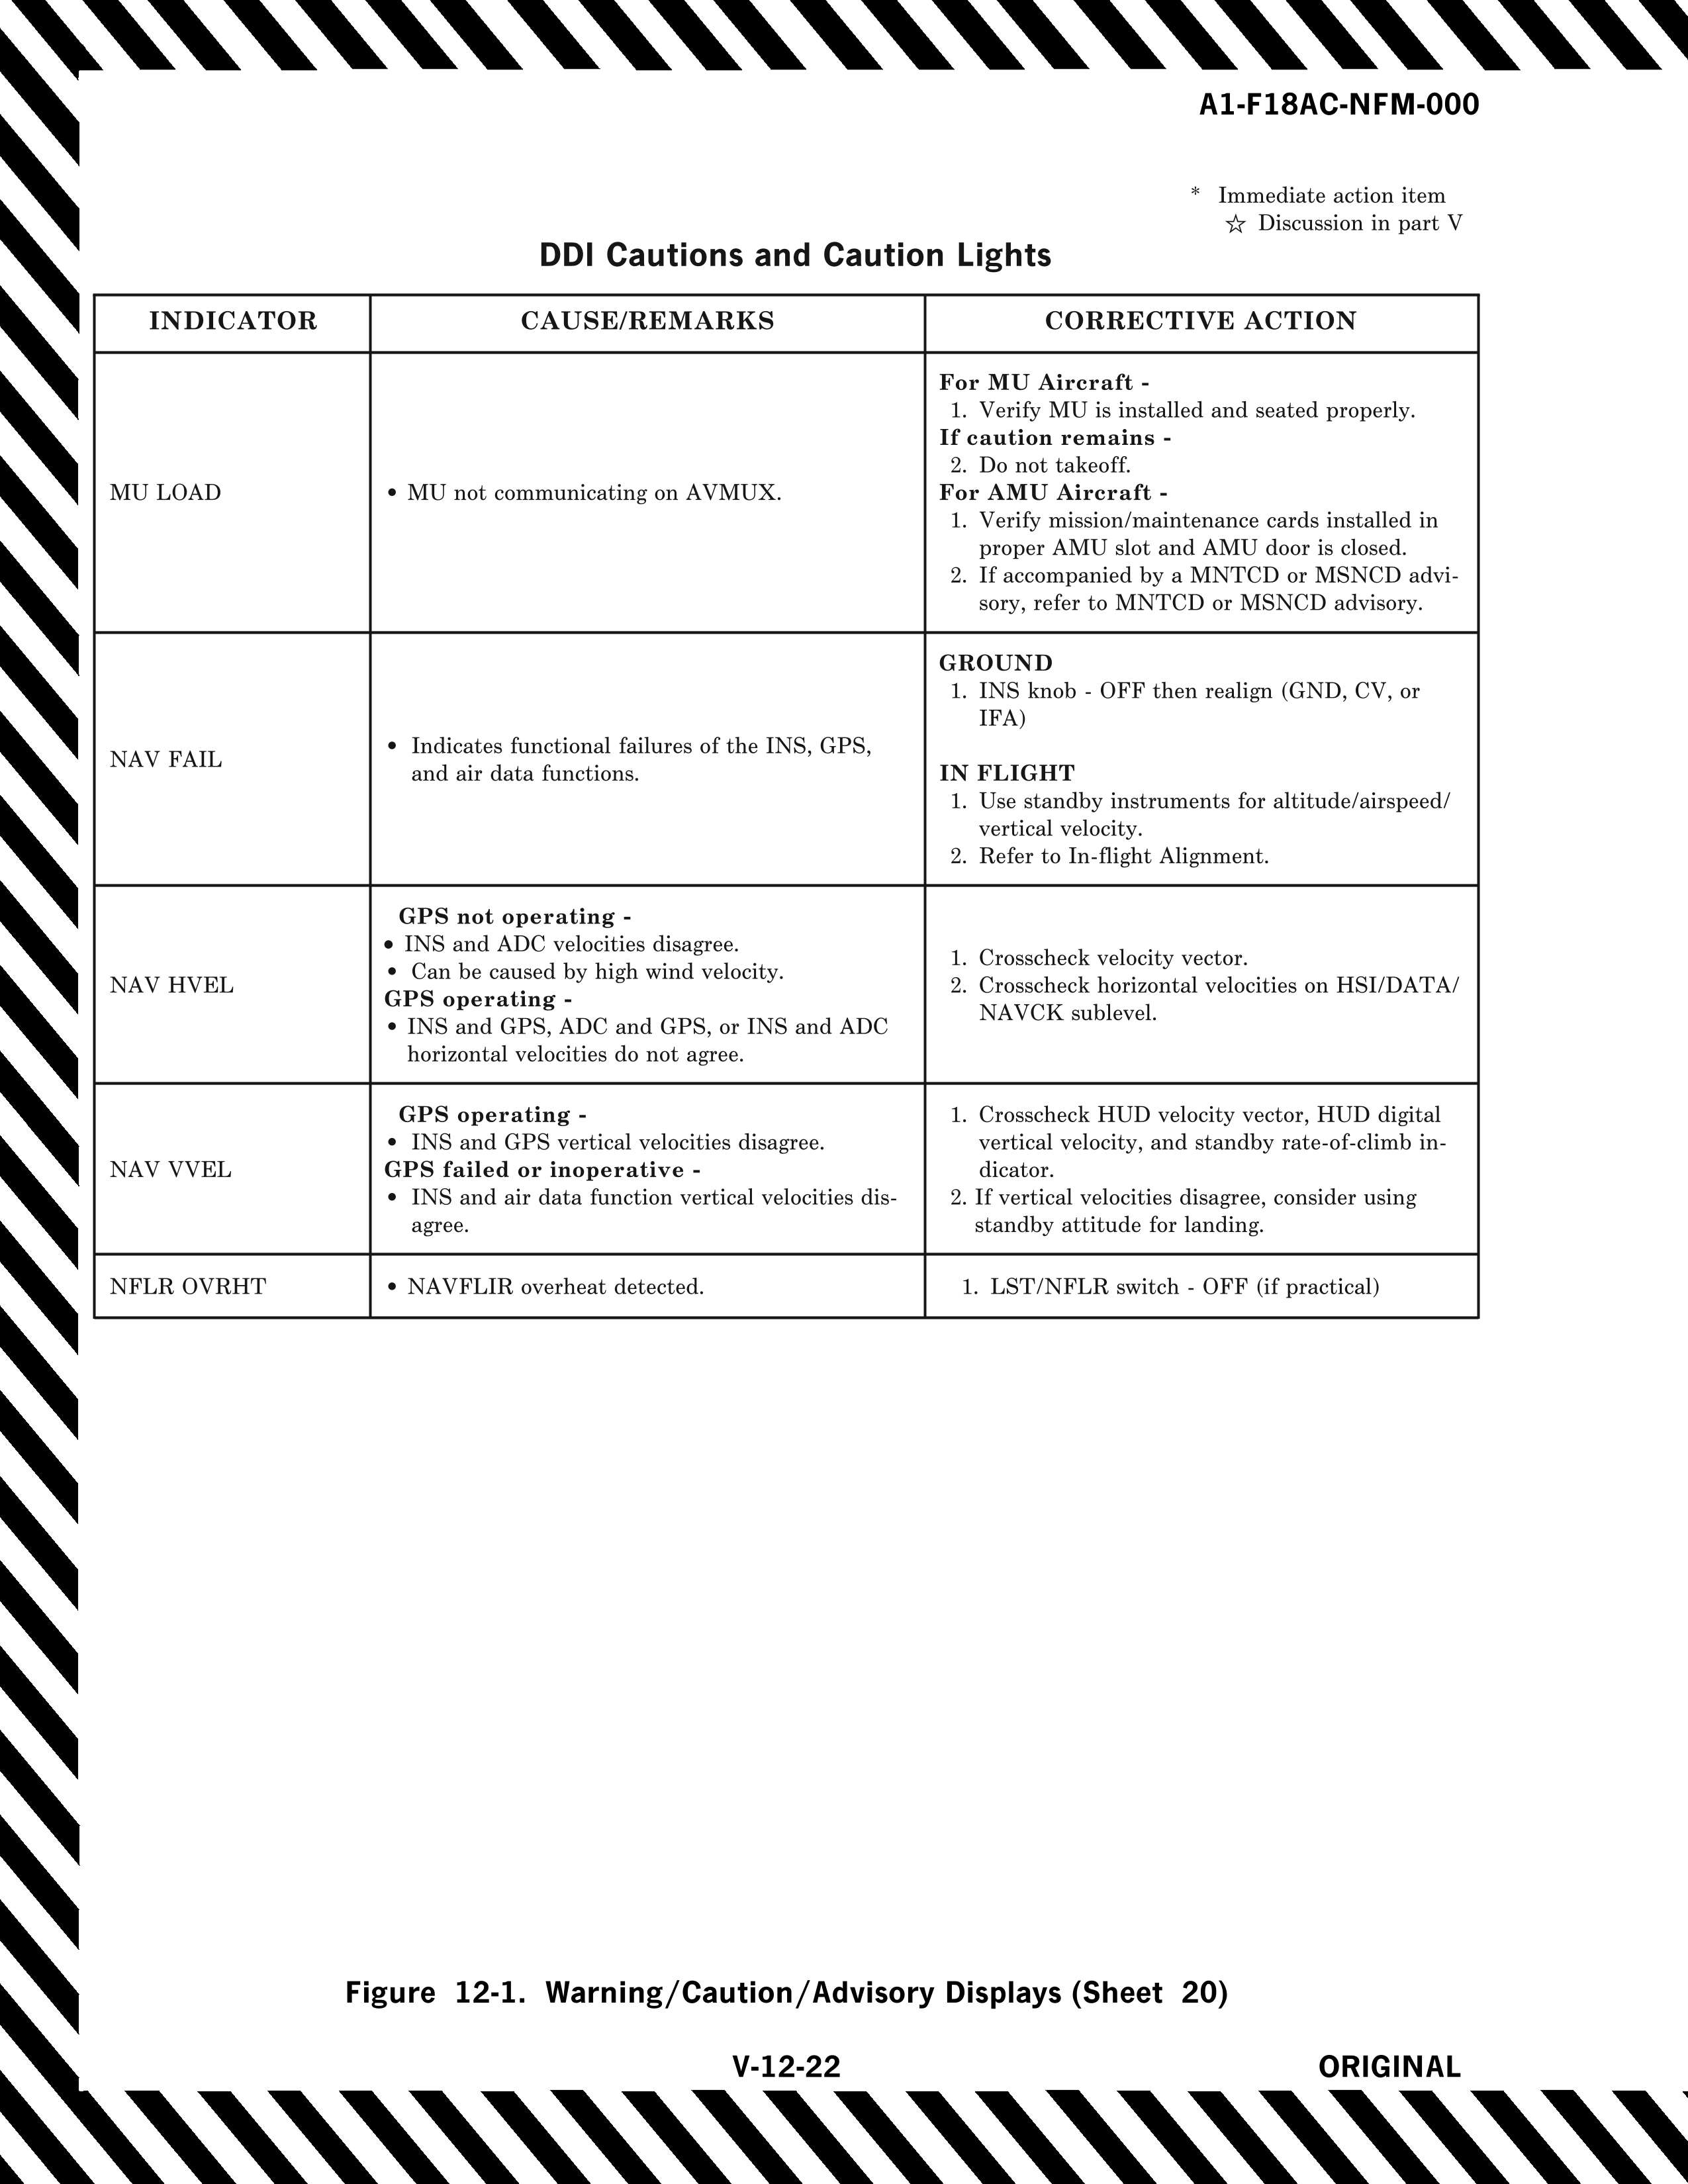 A1-F18AC-NFM-000
* Immediate action item
☆ Discussion in part V
DDI Cautions and Caution Lights
INDICATOR
CAUSE/REMARKS
CORRECTIVE ACTION
MU LOAD
• MU not communicating on AVMUX.
For MU Aircraft -
1. Verify MU is installed and seated properly.
If caution remains -
2. Do not takeoff.
For AMU Aircraft -
1. Verify mission/maintenance cards installed in
proper AMU slot and AMU door is closed.
2. If accompanied by a MNTCD or MSNCD advi-
sory, refer to MNTCD or MSNCD advisory.
NAV FAIL
• Indicates functional failures of the INS, GPS,
and air data functions.
GROUND
1. INS knob - OFF then realign (GND, CV, or
IFA)
IN FLIGHT
1. Use standby instruments for altitude/airspeed/
vertical velocity.
2. Refer to In-flight Alignment.
NAV HVEL
GPS not operating -
• INS and ADC velocities disagree.
• Can be caused by high wind velocity.
GPS operating -
• INS and GPS, ADC and GPS, or INS and ADC
horizontal velocities do not agree.
1. Crosscheck velocity vector.
2. Crosscheck horizontal velocities on HSI/DATA/
NAVCK sublevel.
NAV VVEL
GPS operating -
• INS and GPS vertical velocities disagree.
GPS failed or inoperative -
• INS and air data function vertical velocities dis-
agree.
1. Crosscheck HUD velocity vector, HUD digital
vertical velocity, and standby rate-of-climb in-
dicator.
2. If vertical velocities disagree, consider using
standby attitude for landing.
NFLR OVRHT
• NAVFLIR overheat detected.
1. LST/NFLR switch - OFF (if practical)
Figure 12-1. Warning/Caution/Advisory Displays (Sheet 20)
V-12-22
ORIGINAL